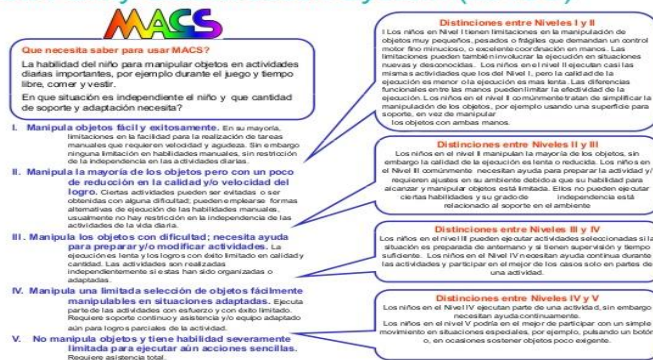 MACS
Que necesita saber para usar MACS?
La habilidad del niño para manipular objetos en actividades
diarias importantes, por ejemplo durante el juego y tiempo
libre, comer y vestir.
En que situación es independiente el niño y que cantidad
de soporte y adaptación necesita?
I. Manipula objetos fácil y exitosamente. En su mayoría,
limitaciones en la facilidad para la realización de tareas
manuales que requieren velocidad y agudeza. Sin embargo
ninguna limitación en habilidades manuales, sin restricción
de la independencia en las actividades diarias.
II. Manipula la mayoría de los objetos pero con un poco
de reducción en la calidad y/o velocidad del
logro. Ciertas actividades pueden ser evitadas o ser
obtenidas con alguna dificultad; pueden emplearse formas
alternativas de ejecución de las habilidades manuales,
usualmente no hay restricción en la independencia de las
actividades de la vida diaria.
III. Manipula los objetos con dificultad; necesita ayuda
para preparar y/o modificar actividades. La
ejecución es lenta y los logros con éxito limitado en calidad y
cantidad. Las actividades son realizadas
independientemente si estas han sido organizadas o
adaptadas.
IV. Manipula una limitada selección de objetos fácilmente
manipulables en situaciones adaptadas. Ejecuta
parte de las actividades con esfuerzo y con éxito limitado.
Requiere soporte continuo y asistencia y/o equipo adaptado
aún para logros parciales de la actividad.
V. No manipula objetos y tiene habilidad severamente
limitada para ejecutar aún acciones sencillas.
Requiere asistencia total.
Distinciones entre Niveles I y II
I Los niños en Nivel I tienen limitaciones en la manipulación de
objetos muy pequeños, pesados o frágiles que demandan un control
motor fino minucioso, o excelente coordinación en manos. Las
limitaciones pueden también involucrar la ejecución en situaciones
nuevas y desconocidas. Los niños en el nivel II ejecutan casi las
mismas actividades que los del Nivel I, pero la calidad de la
ejecución es menor o la ejecución es mas lenta. Las diferencias
funcionales entre las manos pueden limitar la efectividad de la
ejecución. Los niños en el nivel II comúnmente tratan de simplificar la
manipulación de los objetos, por ejemplo usando una superficie para
soporte, en vez de manipular
los objetos con ambas manos.
Distinciones entre Niveles II y III
Los niños en el nivel II manipulan la mayoría de los objetos, sin
embargo la calidad de la ejecución es lenta o reducida. Los niños en
el Nivel III comúnmente necesitan ayuda para preparar la actividad y/
requieren ajustes en su ambiente debido a que su habilidad para
alcanzar y manipular objetos está limitada. Ellos no pueden ejecutar
ciertas habilidades y su grado de independencia está
relacionado al soporte en el ambiente
Distinciones entre Niveles III y IV
Los niños en el nivel III pueden ejecutar actividades seleccionadas si la
situación es preparada de antemano y si tienen supervisión y tiempo
suficiente. Los niños en el Nivel IV necesitan ayuda continua durante
las actividades y participar en el mejor de los casos solo en partes de
una actividad.
Distinciones entre Niveles IV y V
Los niños en el Nivel IV ejecutan parte de una actividad, sin embargo
necesitan ayuda continuamente.
Los niños en el nivel V podría en el mejor de participar con un simple
movimiento en situaciones especiales, por ejemplo, pulsando un botón
o, en ocasiones sostener objetos poco exigente.